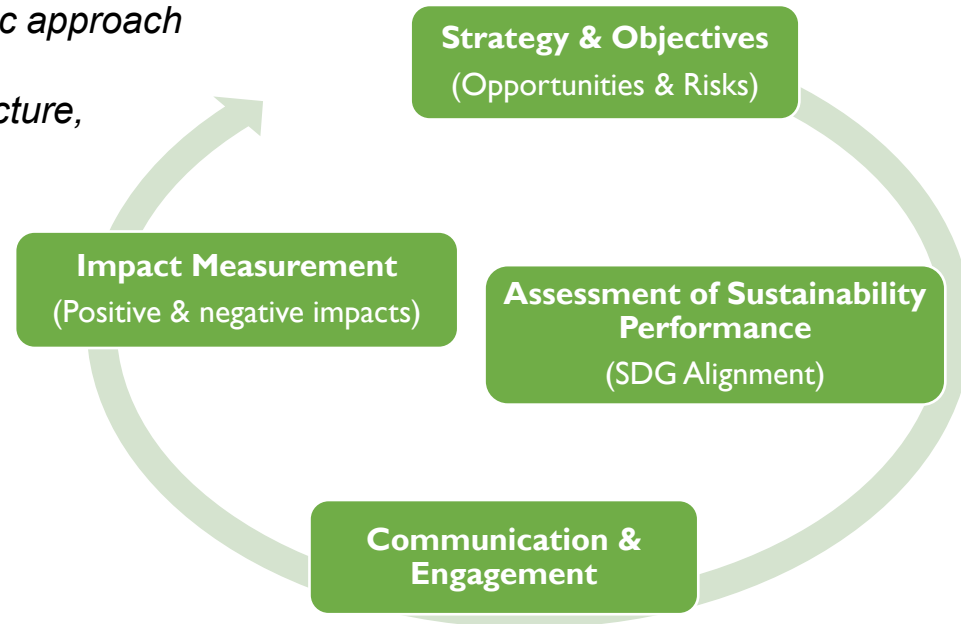 c approach
cture,
Strategy & Objectives
(Opportunities & Risks)
Impact Measurement
(Positive & negative impacts)
Assessment of Sustainability
Performance
(SDG Alignment)
Communication &
Engagement